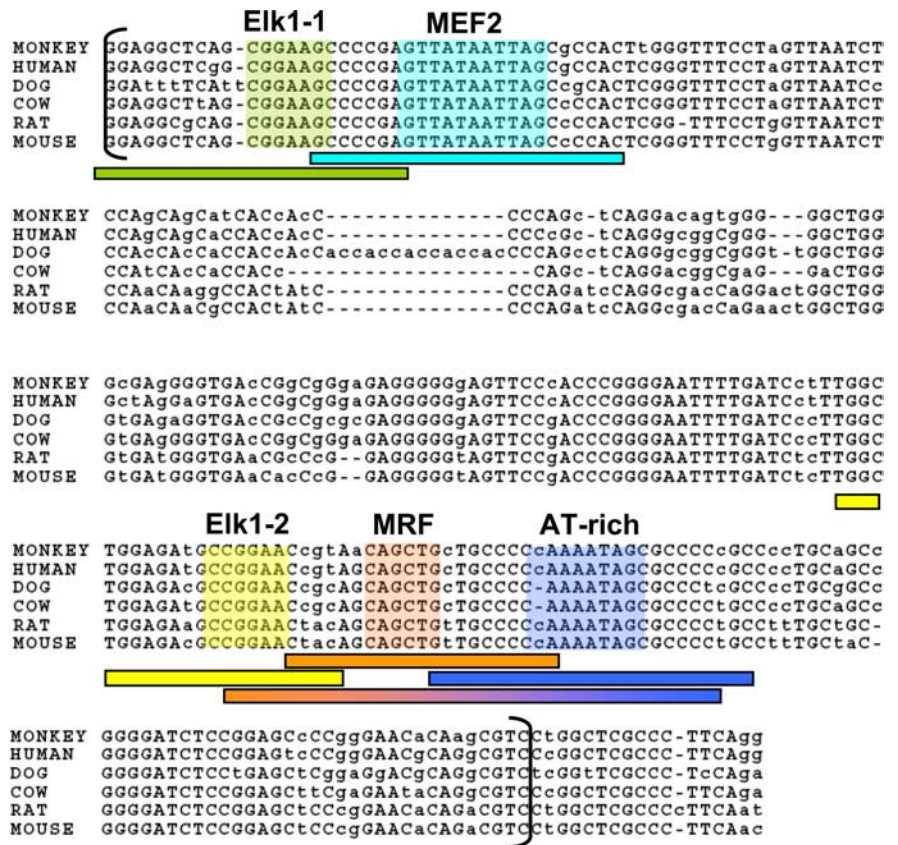 Elk1-1 MEF2
MONKEY GGAGGCTCAG-CGGAAGCCCCGAGTTATAATTAGCgCCACTtGGGTTTCCTaGTTAATCT
HUMAN GGAGGCTCgg-CGGAAGCCCCGAGTTATAATTAGCgCCACTCGGGTTTCCTaGTTAATCT
DOG GGAttTCAttCGGAAGCCCCGAGTTATAATTAGCcgCACTCGGGTTTCCTaGTTAATCc
COW GGAGGCTtAG-CGGAAGCCCCGAGTTATAATTAGCcCCACTCGGGTTTCCTaGTTAATCT
RAT GGAGGCgCAG-CGGAAGCCCCGAGTTATAATTAGCcCCACTCGG-TTTCCTgGTTAATCT
MOUSE GGAGGCTCAG-CGGAAGCCCCGAGTTATAATTAGCcCCACTCGGGTTTCCTgGTTAATCT
MONKEY CCAgCAgCatCACcAcC--------------CCCAGc-tCAGGacagtgGG---GGCTGG
HUMAN CCAgCAgCaCCACcAcC--------------CCCcGc-tCAGGgcggCGGG---GGCTGG
DOG CCAcCAcCaCCACcAcCaccaccaccaccacCCCAGcctCAGGgcggCGGGt-tGGCTGG
COW CCAtCAcCaCCACc-----------------CAGc-tCAGGacggCGag---GaCTGG
RAT CCAaCAaggCCACtAtC--------------CCCAGatcCAGGcgacCaGGactGGCTGG
MOUSE CCAaCAaCgCCACtAtC--------------CCCAGatcCAGGcgacCaGaactGGCTGG
MONKEY GcGAgGGGTGAcCGgCGGgaGAGGGGGgAGTTCCcACCCGGGGAATTTTGATCctTTGGC
HUMAN GctAGgaGTGAcCGgCGGgaGAGGGGGgAGTTCCcACCCGGGGAATTTTGATCctTTGGC
DOG GtGAGaGGTGAcCGcCgcgcGAGGGGGgAGTTCCgACCCGGGGAATTTTGATCccTTGGC
COW GtGAGgGGTGAcCGgCGGgaGAGGGGGgAGTTCCgACCCGGGGAATTTTGATCccTTGGC
RAT GtGATGGGTGAaCGcCCG--GAGGGGGtAGTTCCgACCCGGGGAATTTTGATCtcTTGGC
MOUSE GtGATGGGTGAaCacCCG--GAGGGGGtAGTTCCgACCCGGGGAATTTTGATCtcTTGGC
Elk1-2 MRF AT-rich
MONKEY TGGAGAtGCCGGAACCgtAaCAGCTGcTGCCCCcAAAATAGCGCCCCcGCCccTGCaGCc
HUMAN TGGAGAtGCCGGAACCgtAGCAGCTGcTGCCCCcAAAATAGCGCCCCcGCCccTGCaGCc
DOG TGGAGAcGCCGGAACCgcAGCAGCTGcTGCCCC-AAAATAGCGCCCtcGCCccTGCgGCc
COW TGGAGAtGCCGGAACCgcAGCAGCTGcTGCCCC-AAAATAGCGCCCCtGCCccTGCaGCc
RAT TGGAGAaGCCGGAACtacAGCAGCTGtTGCCCCcAAAATAGCGCCCCtGCCttTGCtGC-
MOUSE TGGAGAcGCCGGAACtacAGCAGCTGtTGCCCCcAAAATAGCGCCCCtGCCttTGCtaC-
MONKEY GGGGATCTCCGGAGCcCCgGGAACaCAagCGTCCtGGCTCGCCC-TTCAgg
HUMAN GGGGATCTCCGGAGtcCCgGGAACgCAGgCGTCCcGGCTCGCCC-TTCAgg
DOG GGGGATCTCCtGAGCtCggaGgACgCAGgCGTCtcGGtTCGCCC-TcCAga
COW GGGGATCTCCGGAGCttCgaGAAtaCAGgCGTCCcGGCTCGCCC-TTCAga
RAT GGGGATCTCCGGAGCtCCcgGAACaCAGaCGTCCtGGCTCGCCCcTTCAat
MOUSE GGGGATCTCCGGAGCtCCcgGAACaCAGaCGTCCtGGCTCGCCC-TTCAac